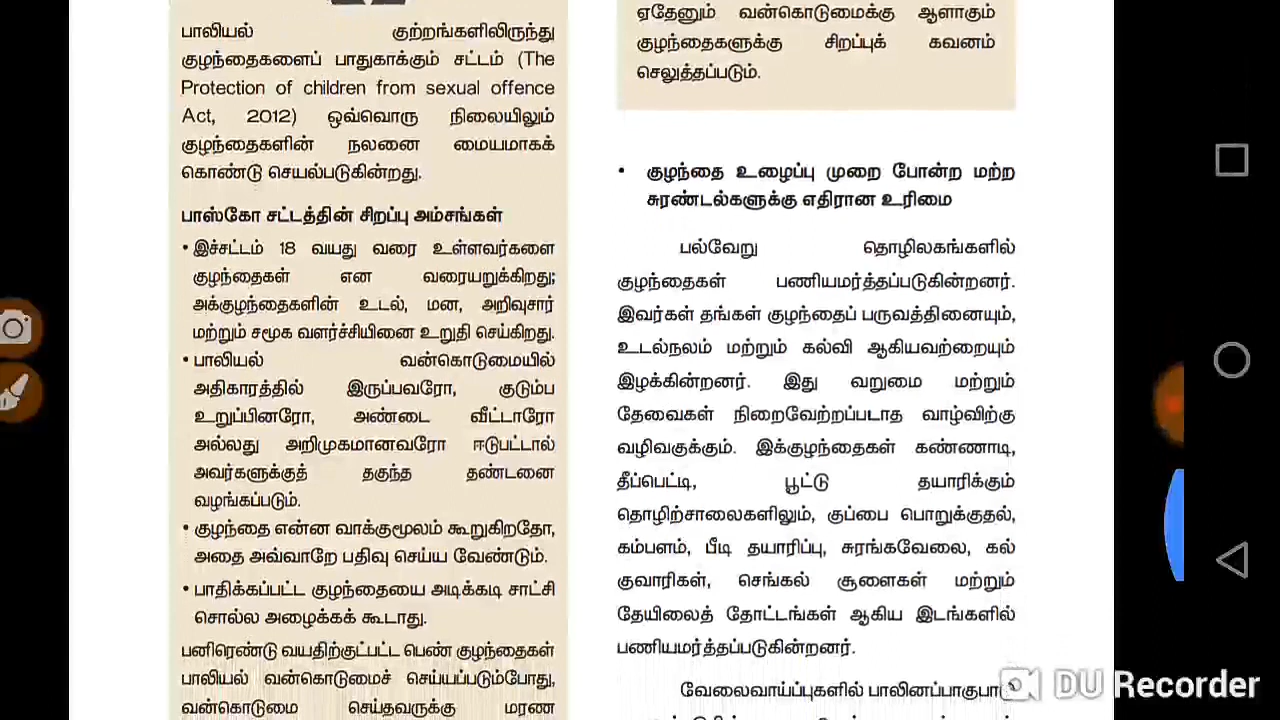 பாலியல் குற்றங்களிலிருந்து
குழந்தைகளைப் பாதுகாக்கும் சட்டம் (The
Protection of children from sexual offence
Act, 2012) ஒவ்வொரு நிலையிலும்
குழந்தைகளின் நலனை மையமாகக்
கொண்டு செயல்படுகின்றது.
பாஸ்கோ சட்டத்தின் சிறப்பு அம்சங்கள்
• இச்சட்டம் 18 வயது வரை உள்ளவர்களை
குழந்தைகள் என வரையறுக்கிறது;
அக்குழந்தைகளின் உடல், மன, அறிவுசார்
மற்றும் சமூக வளர்ச்சியினை உறுதி செய்கிறது.
• பாலியல் வன்கொடுமையில்
அதிகாரத்தில் இருப்பவரோ, குடும்ப
உறுப்பினரோ, அண்டை வீட்டாரோ
அல்லது அறிமுகமானவரோ ஈடுபட்டால்
அவர்களுக்குத் தகுந்த தண்டனை
வழங்கப்படும்.
• குழந்தை என்ன வாக்குமூலம் கூறுகிறதோ,
அதை அவ்வாறே பதிவு செய்ய வேண்டும்.
• பாதிக்கப்பட்ட குழந்தையை அடிக்கடி சாட்சி
சொல்ல அழைக்கக் கூடாது.
பனிரெண்டு வயதிற்குட்பட்ட பெண் குழந்தைகள்
பாலியல் வன்கொடுமைச் செய்யப்படும்போது,
வன்கொடுமை செய்தவருக்கு மரண
ஏதேனும் வன்கொடுமைக்கு ஆளாகும்
குழந்தைகளுக்கு சிறப்புக் கவனம்
செலுத்தப்படும்.
• குழந்தை உழைப்பு முறை போன்ற மற்ற
சுரண்டல்களுக்கு எதிரான உரிமை
பல்வேறு தொழிலகங்களில்
குழந்தைகள் பணியமர்த்தப்படுகின்றனர்.
இவர்கள் தங்கள் குழந்தைப் பருவத்தினையும்,
உடல்நலம் மற்றும் கல்வி ஆகியவற்றையும்
இழக்கின்றனர். இது வறுமை மற்றும்
தேவைகள் நிறைவேற்றப்படாத வாழ்விற்கு
வழிவகுக்கும். இக்குழந்தைகள் கண்ணாடி,
தீப்பெட்டி, பூட்டு தயாரிக்கும்
தொழிற்சாலைகளிலும், குப்பை பொறுக்குதல்,
கம்பளம், பீடி தயாரிப்பு, சுரங்கவேலை, கல்
குவாரிகள், செங்கல் சூளைகள் மற்றும்
தேயிலைத் தோட்டங்கள் ஆகிய இடங்களில்
பணியமர்த்தப்படுகின்றனர்.
வேலைவாய்ப்புகளில்
DU Recorder